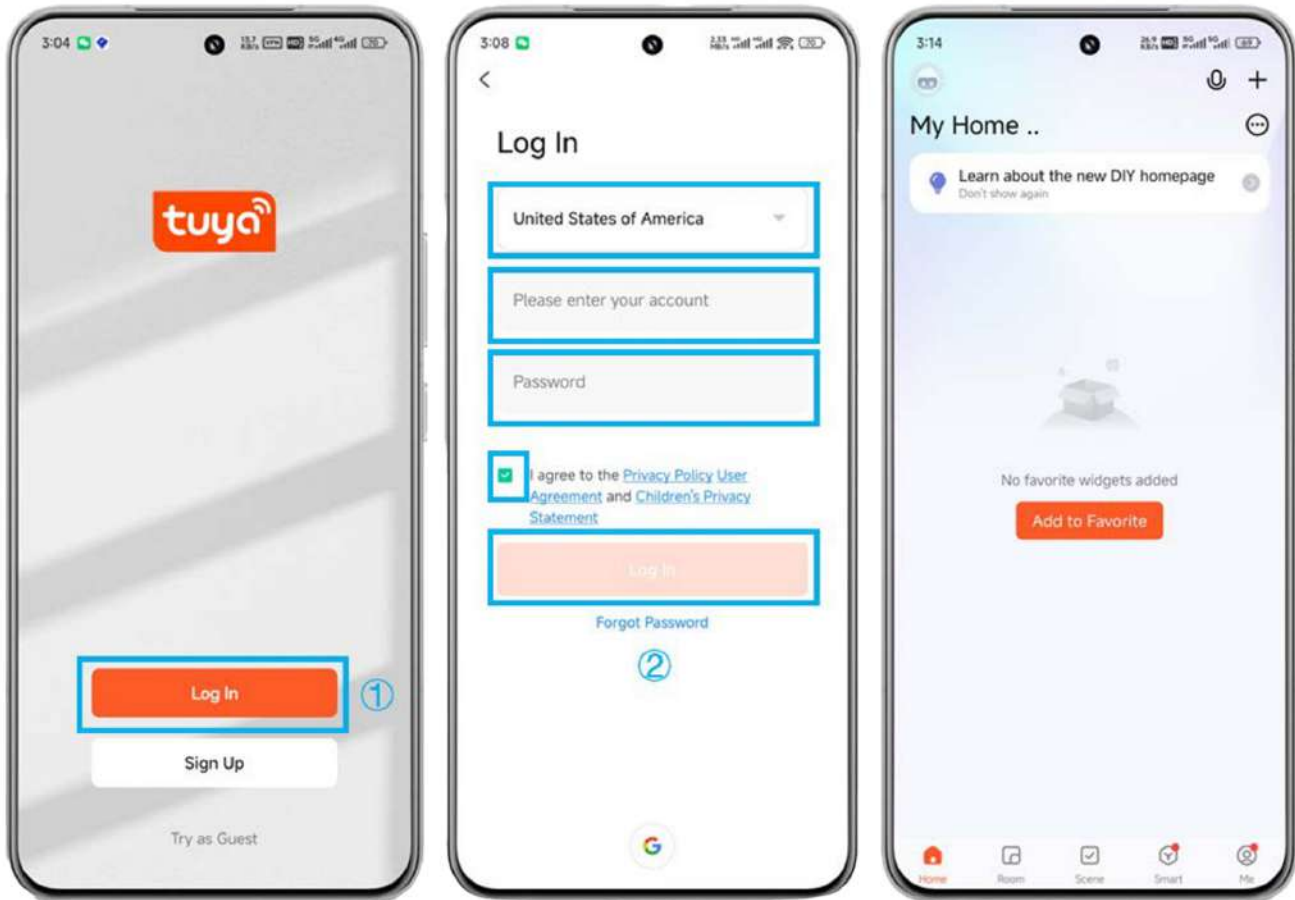 3:04
tuya
Log In
①
Sign Up
Try as Guest
3:08
Log In
United States of America
Please enter your account
Password
I agree to the Privacy Policy User
Agreement and Children's Privacy
Statement
Log In
Forgot Password
②
G
3:14
My Home ..
Learn about the new DIY homepage
Don't show again
No favorite widgets added
Add to Favorite
Home
Room
Scene
Smart
Me